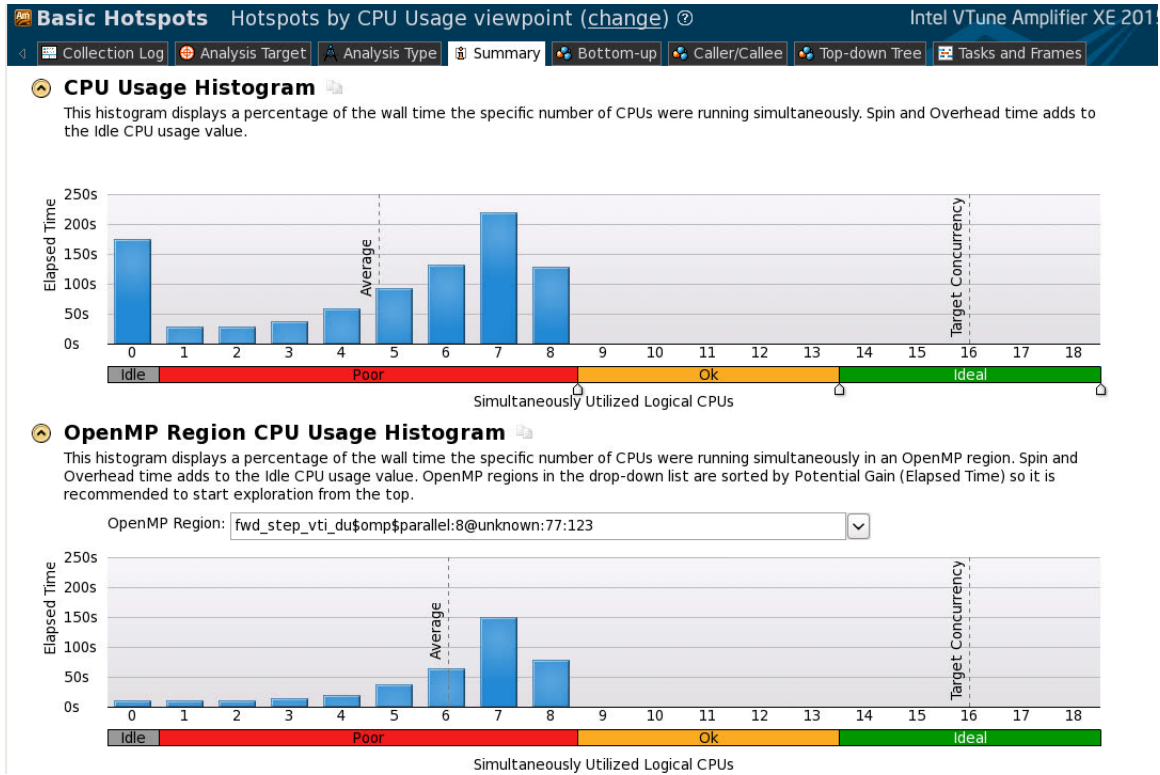 Basic Hotspots Hotspots by CPU Usage viewpoint (change) Intel VTune Amplifier XE 2015
Collection Log Analysis Target Analysis Type Summary Bottom-up Caller/Callee Top-down Tree Tasks and Frames
CPU Usage Histogram
This histogram displays a percentage of the wall time the specific number of CPUs were running simultaneously. Spin and Overhead time adds to
the Idle CPU usage value.
Elapsed Time
250s
200s
150s
100s
50s
0s
Average
Target Concurrency
0 1 2 3 4 5 6 7 8 9 10 11 12 13 14 15 16 17 18
Idle Poor Ok Ideal
Simultaneously Utilized Logical CPUs
OpenMP Region CPU Usage Histogram
This histogram displays a percentage of the wall time the specific number of CPUs were running simultaneously in an OpenMP region. Spin and
Overhead time adds to the Idle CPU usage value. OpenMP regions in the drop-down list are sorted by Potential Gain (Elapsed Time) so it is
recommended to start exploration from the top.
OpenMP Region: fwd_step_vti_du$omp$parallel:8@unknown:77:123
Elapsed Time
250s
200s
150s
100s
50s
0s
Average
Target Concurrency
0 1 2 3 4 5 6 7 8 9 10 11 12 13 14 15 16 17 18
Idle Poor Ok Ideal
Simultaneously Utilized Logical CPUs